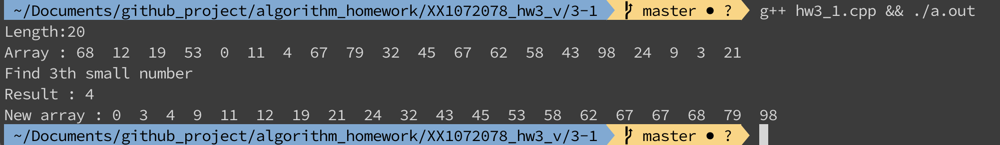 ~/Documents/github_project/algorithm_homework/XX1072078_hw3_v/3-1 master ● ? g++ hw3_1.cpp && ./a.out
Length:20
Array : 68 12 19 53 0 11 4 67 79 32 45 67 62 58 43 98 24 9 3 21
Find 3th small number
Result : 4
New array : 0 3 4 9 11 12 19 21 24 32 43 45 53 58 62 67 67 68 79 98
~/Documents/github_project/algorithm_homework/XX1072078_hw3_v/3-1 master ● ?